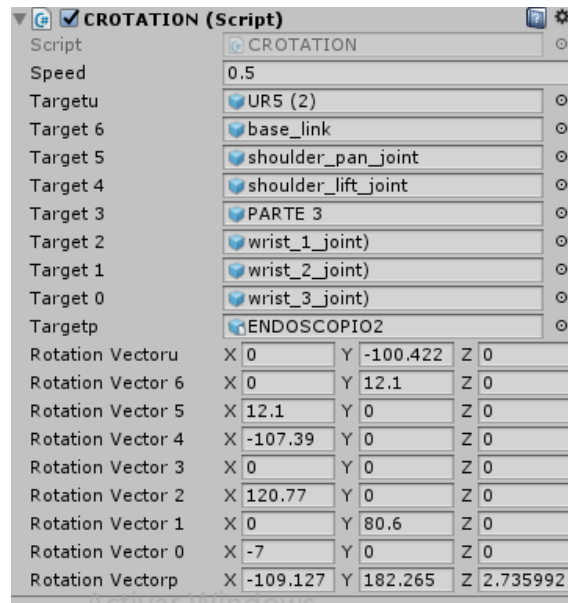 CROTATION (Script)
Script CROTATION
Speed 0.5
Targetu UR5 (2)
Target 6 base_link
Target 5 shoulder_pan_joint
Target 4 shoulder_lift_joint
Target 3 PARTE 3
Target 2 wrist_1_joint)
Target 1 wrist_2_joint)
Target 0 wrist_3_joint)
Targetp ENDOSCOPIO2
Rotation Vectoru X 0 Y -100.422 Z 0
Rotation Vector 6 X 0 Y 12.1 Z 0
Rotation Vector 5 X 12.1 Y 0 Z 0
Rotation Vector 4 X -107.39 Y 0 Z 0
Rotation Vector 3 X 0 Y 0 Z 0
Rotation Vector 2 X 120.77 Y 0 Z 0
Rotation Vector 1 X 0 Y 80.6 Z 0
Rotation Vector 0 X -7 Y 0 Z 0
Rotation Vectorp X -109.127 Y 182.265 Z 2.735992
Activar Windows